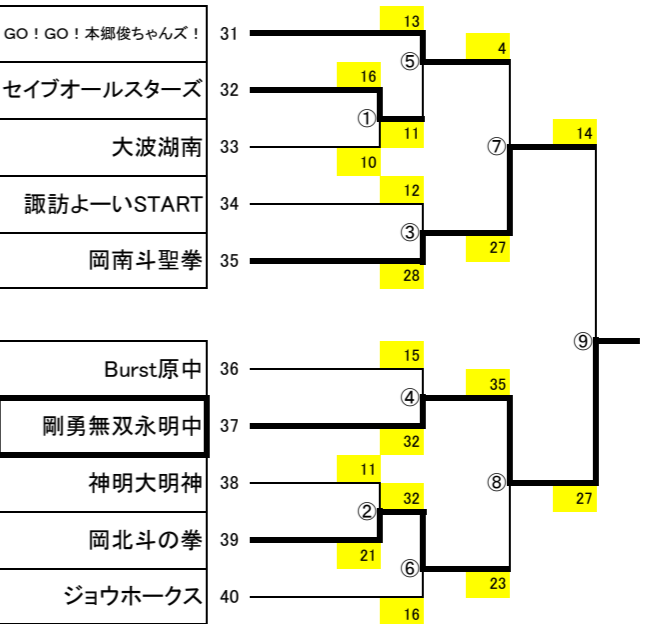 GO！GO！本郷俊ちゃんズ！ 31 13
⑤ 4
セイブオールスターズ 32 16
① 11
大波湖南 33 10
⑦ 14
諏訪よーいSTART 34 12
③ 27
岡南斗聖拳 35 28
⑨
Burst原中 36 15
④ 35
剛勇無双永明中 37 32
神明大明神 38 11
⑧ 27
② 32
岡北斗の拳 39 21
⑥ 23
ジョウホークス 40 16